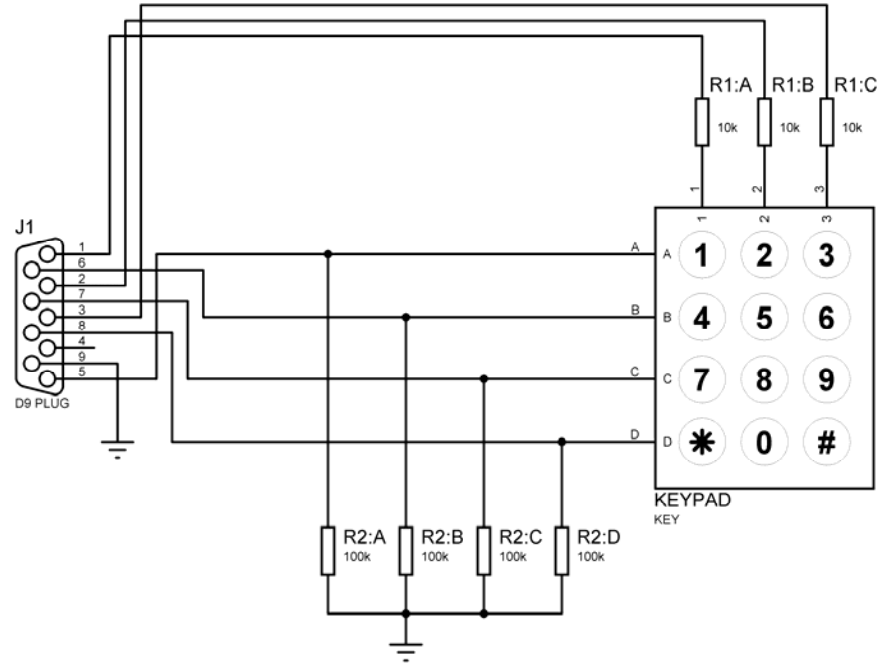 R1:A R1:B R1:C
10k 10k 10k
1 2 3
J1
1
6
2
7
3
8
4
9
5
D9 PLUG
1 2 3
A A 1 2 3
B B 4 5 6
C C 7 8 9
D D * 0 #
KEYPAD
KEY
R2:A R2:B R2:C R2:D
100k 100k 100k 100k